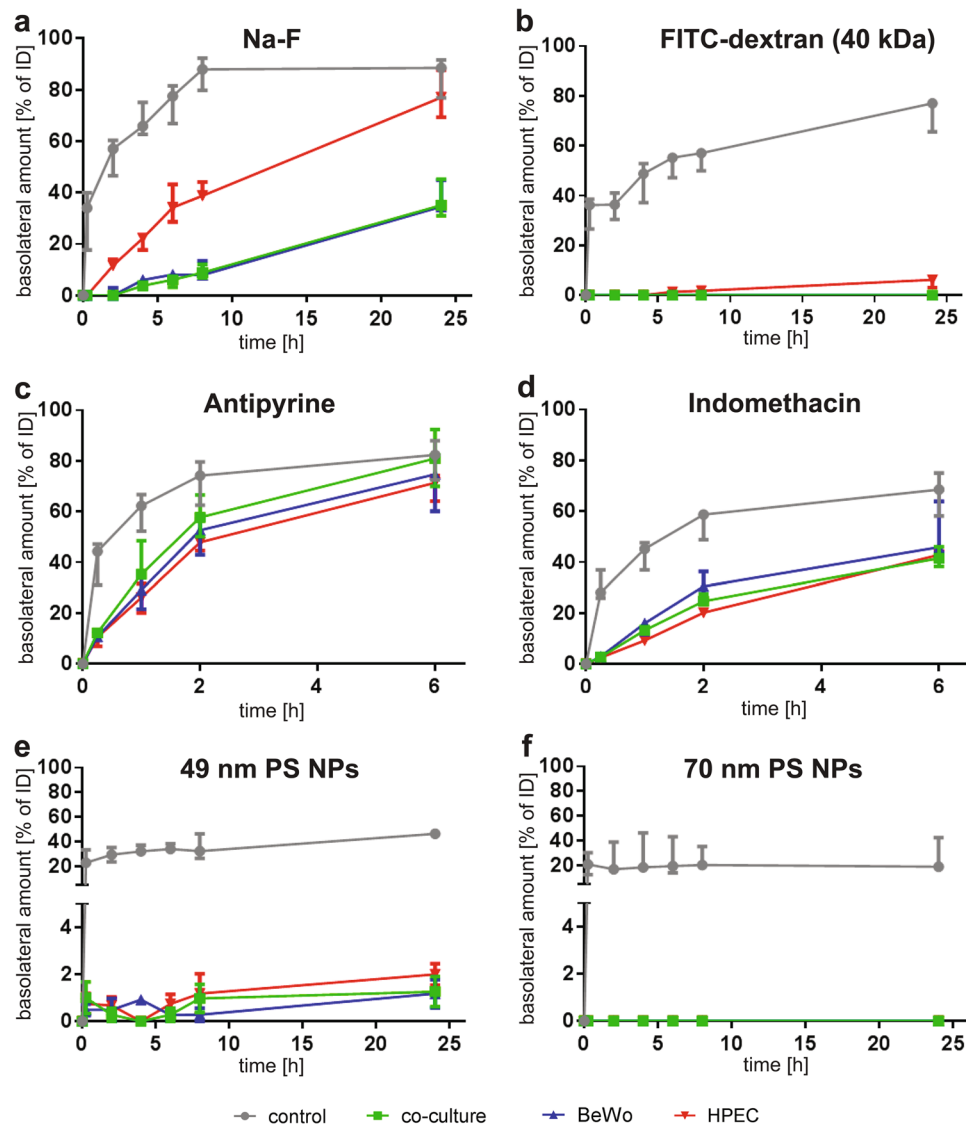 a
Na-F
basolateral amount [% of ID]
100
80
60
40
20
0
0 5 10 15 20 25
time [h]
b
FITC-dextran (40 kDa)
basolateral amount [% of ID]
100
80
60
40
20
0
0 5 10 15 20 25
time [h]
c
Antipyrine
basolateral amount [% of ID]
100
80
60
40
20
0
0 2 4 6
time [h]
d
Indomethacin
basolateral amount [% of ID]
100
80
60
40
20
0
0 2 4 6
time [h]
e
49 nm PS NPs
basolateral amount [% of ID]
100
80
60
40
20
4
2
0
0 5 10 15 20 25
time [h]
f
70 nm PS NPs
basolateral amount [% of ID]
100
80
60
40
20
4
2
0
0 5 10 15 20 25
time [h]
control co-culture BeWo HPEC